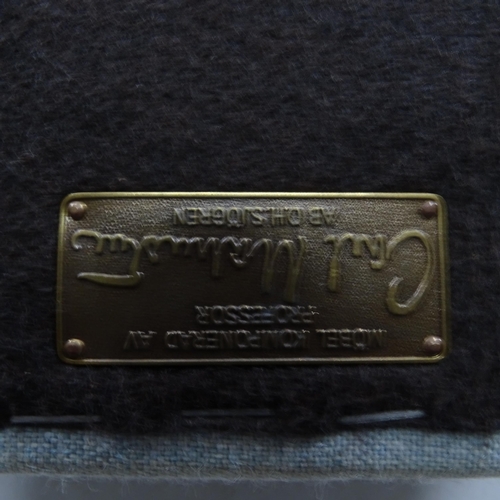 MÖBEL KOMPONERAD AV
PROFESSOR
Carl Malmsten
AB O.H. SJÖGREN